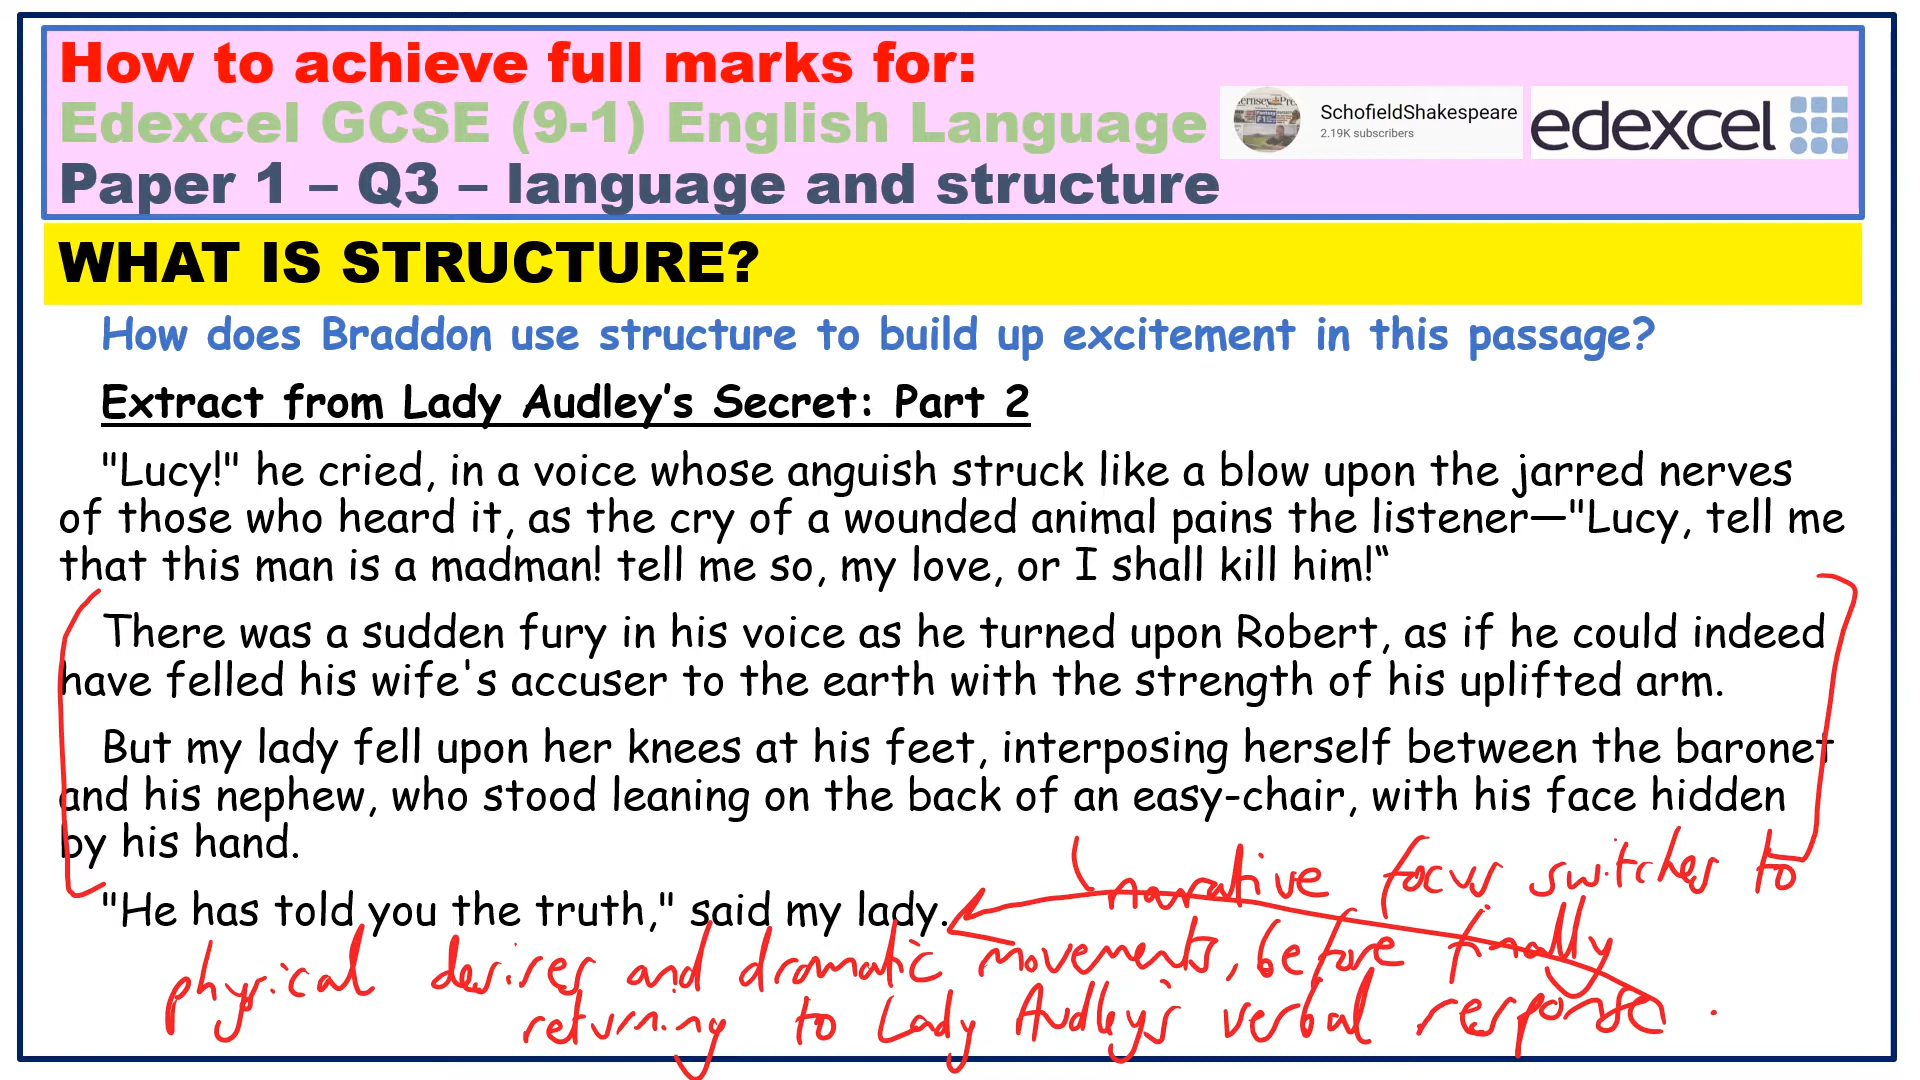 How to achieve full marks for:
Edexcel GCSE (9-1) English Language
Paper 1 – Q3 – language and structure
SchofieldShakespeare
2.19K subscribers
edexcel
WHAT IS STRUCTURE?
How does Braddon use structure to build up excitement in this passage?
Extract from Lady Audley’s Secret: Part 2
"Lucy!" he cried, in a voice whose anguish struck like a blow upon the jarred nerves
of those who heard it, as the cry of a wounded animal pains the listener—"Lucy, tell me
that this man is a madman! tell me so, my love, or I shall kill him!“
There was a sudden fury in his voice as he turned upon Robert, as if he could indeed
have felled his wife's accuser to the earth with the strength of his uplifted arm.
But my lady fell upon her knees at his feet, interposing herself between the baronet
and his nephew, who stood leaning on the back of an easy-chair, with his face hidden
by his hand.
narrative focus switches to
"He has told you the truth," said my lady.
physical desires and dramatic movements, before finally
returning to Lady Audley's verbal response.